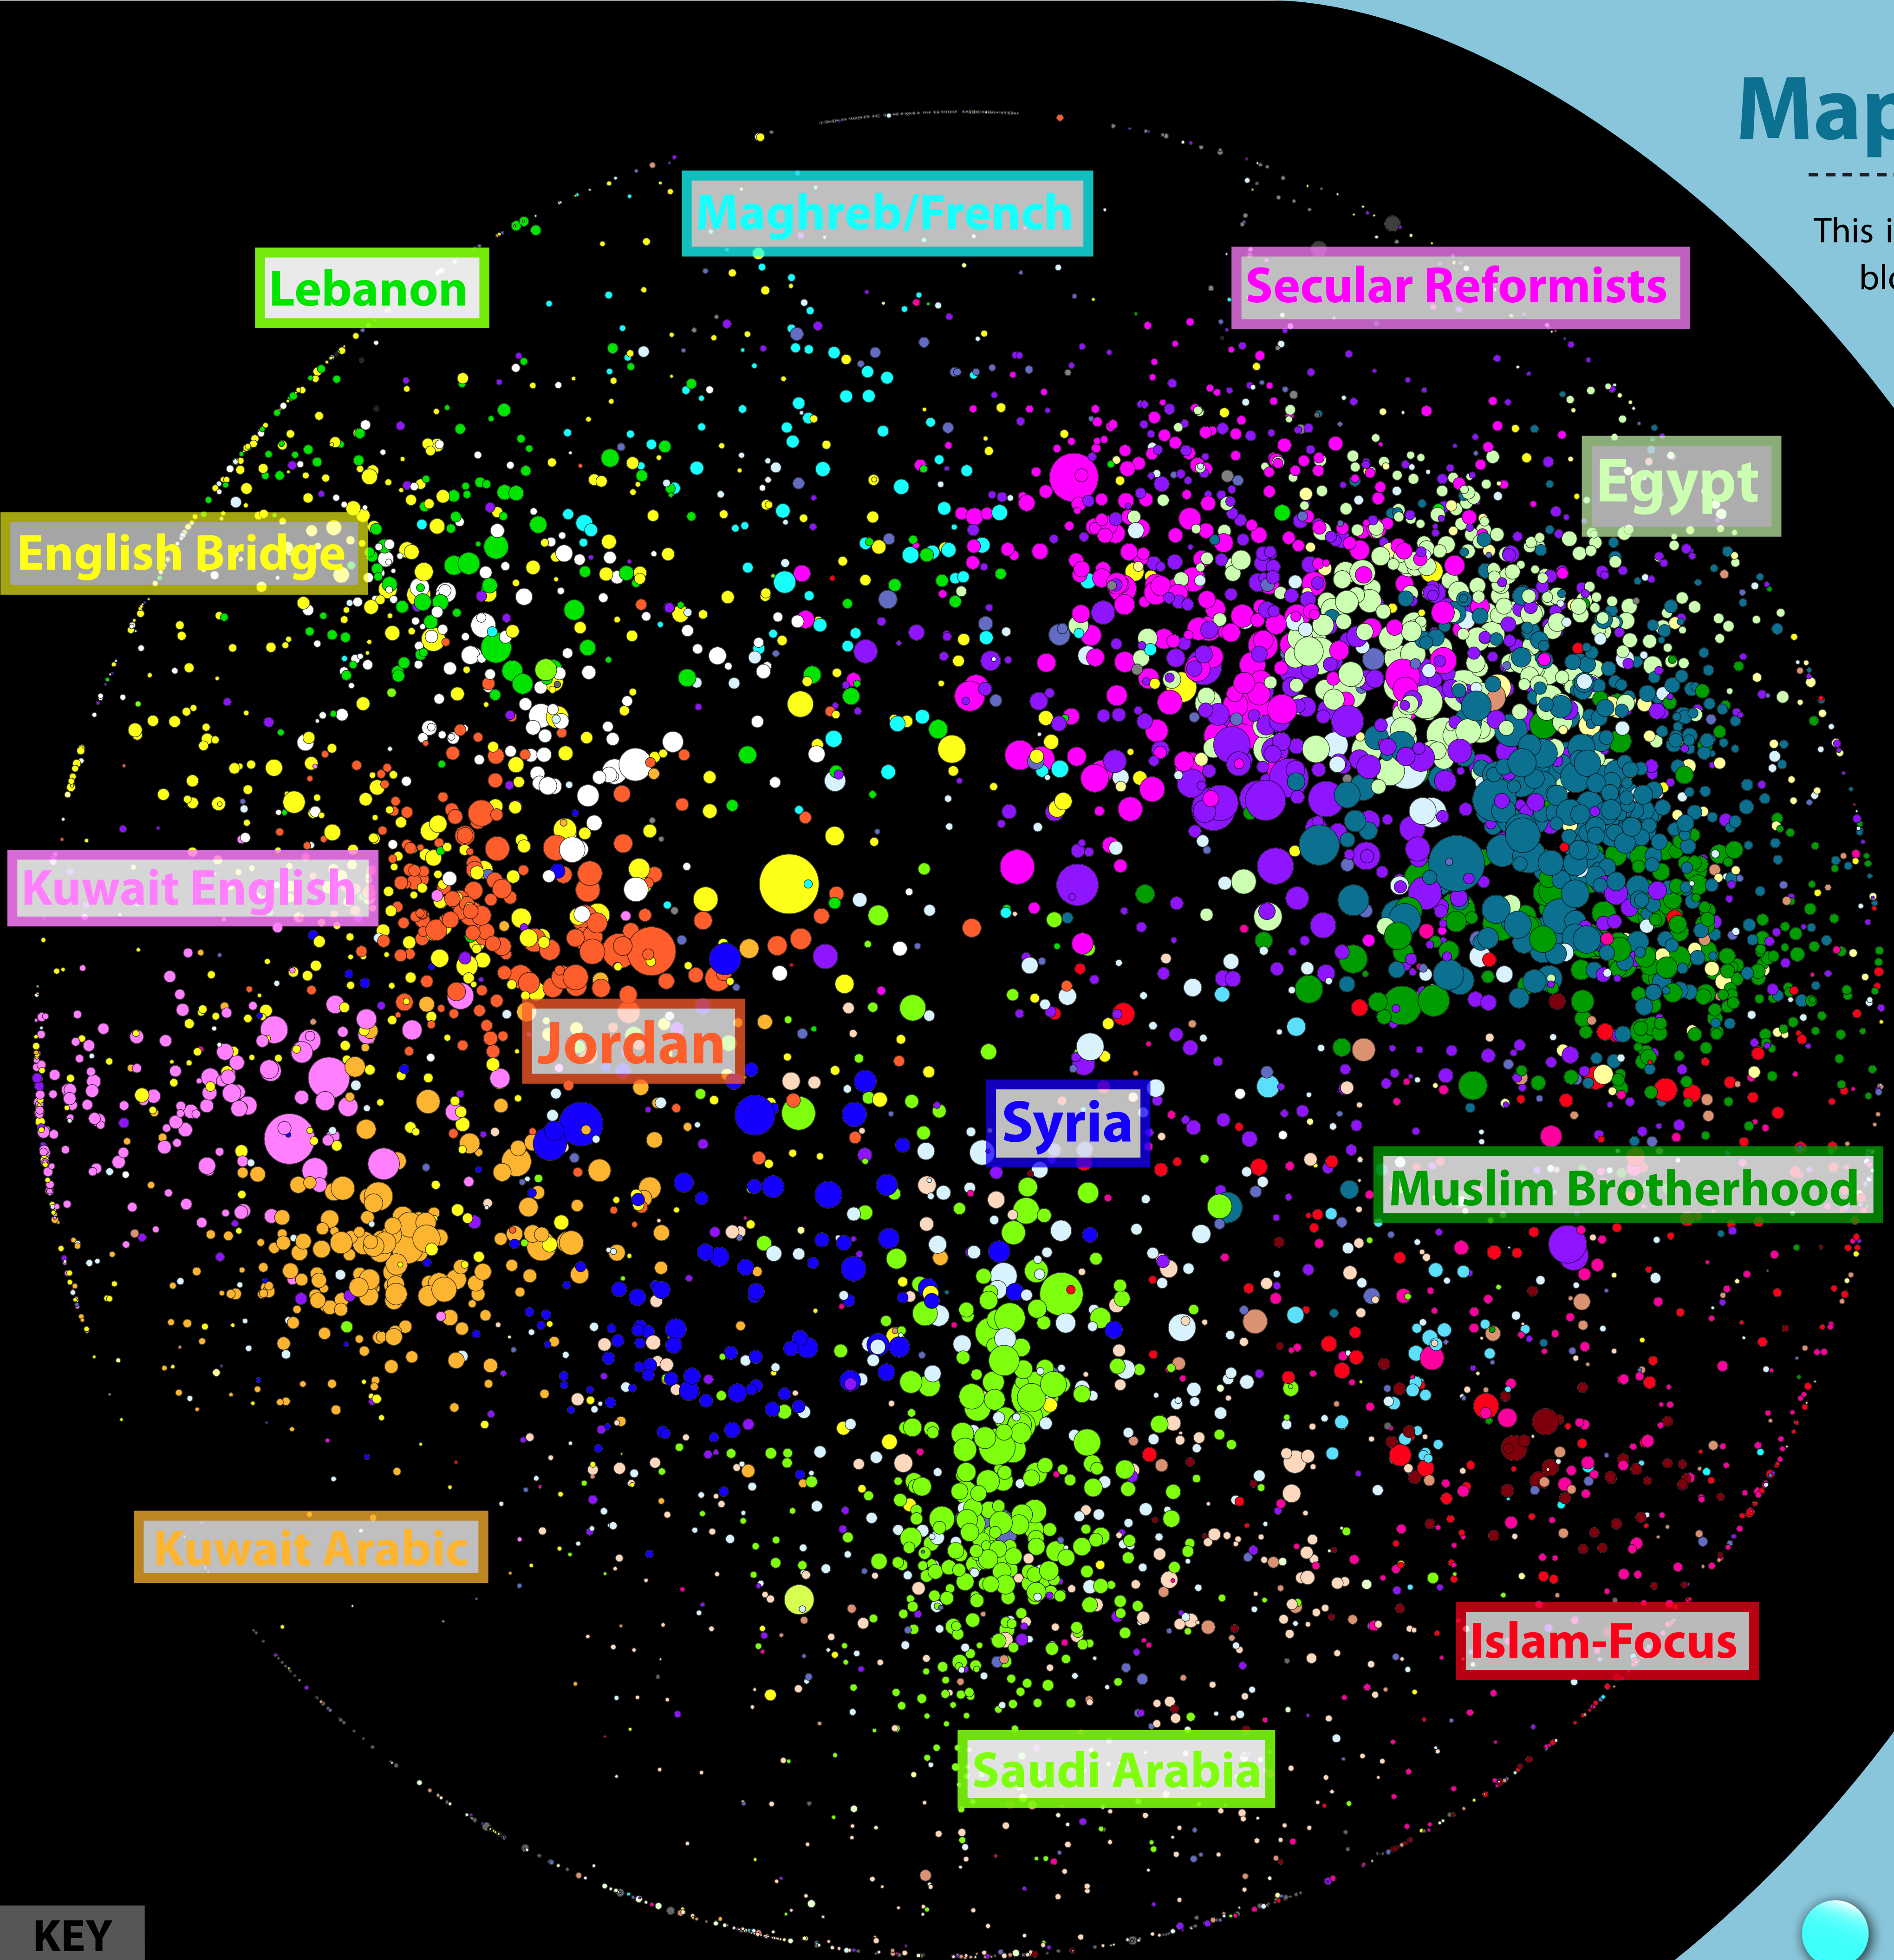 Map
This i
blo
Maghreb/French
Lebanon
Secular Reformists
Egypt
English Bridge
Kuwait English
Jordan
Syria
Muslim Brotherhood
Kuwait Arabic
Islam-Focus
Saudi Arabia
KEY